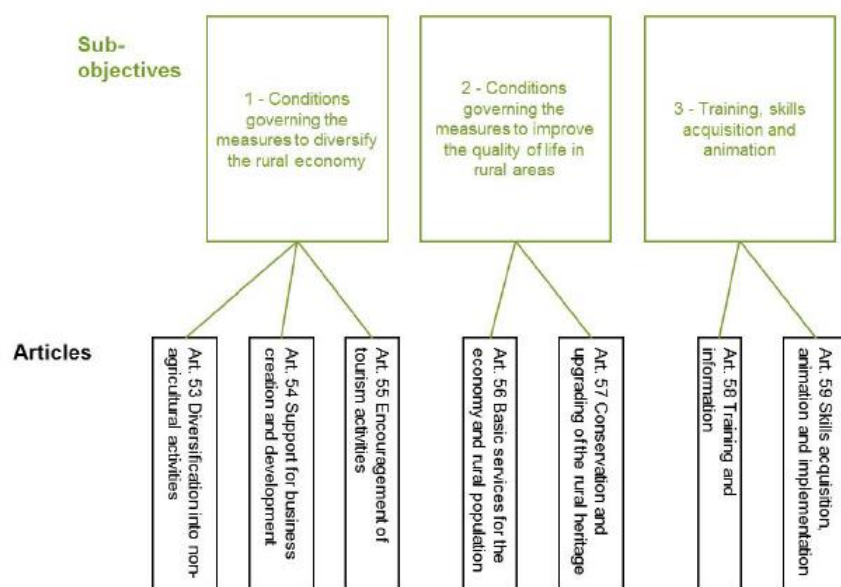 Sub-
objectives
1 - Conditions
governing the
measures to diversify
the rural economy
2 - Conditions
governing the
measures to improve
the quality of life in
rural areas
3 - Training, skills
acquisition and
animation
Articles
Art. 53 Diversification into non-
agricultural activities
Art. 54 Support for business
creation and development
Art. 55 Encouragement of
tourism activities
Art. 56 Basic services for the
economy and rural population
Art. 57 Conservation and
upgrading of the rural heritage
Art. 58 Training and
information
Art. 59 Skills acquisition,
animation and implementation